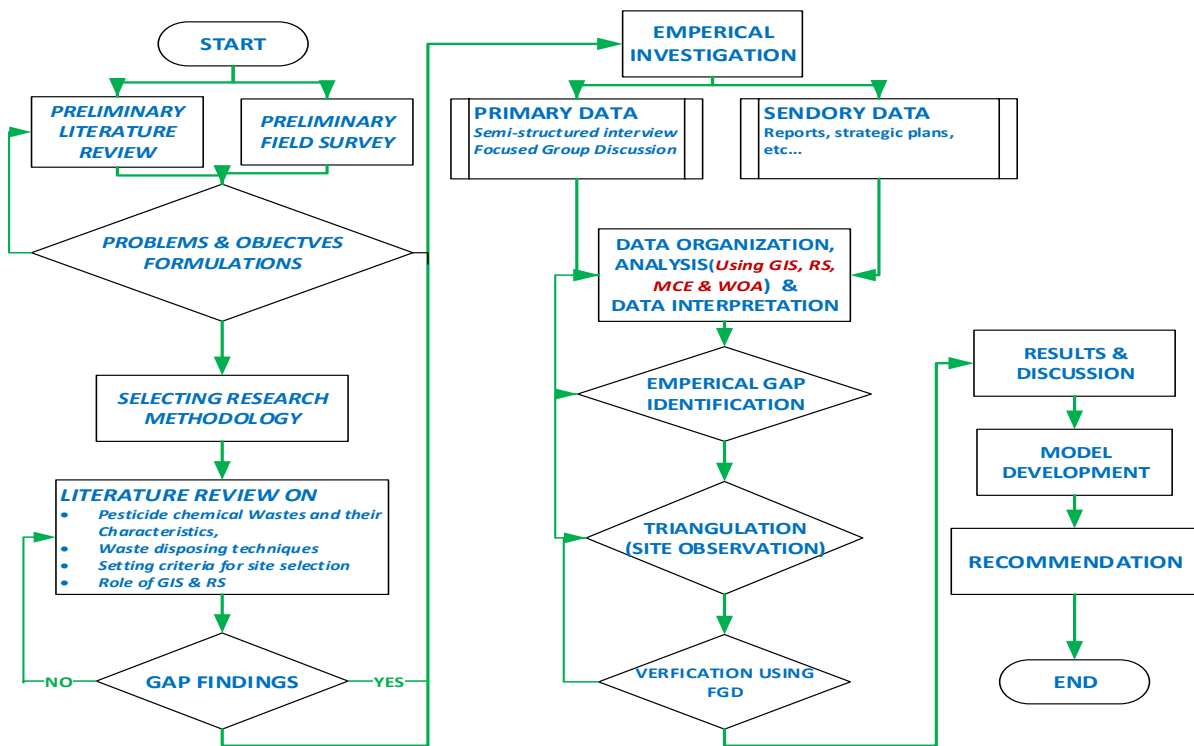 START
PRELIMINARY
LITERATURE
REVIEW
PRELIMINARY
FIELD SURVEY
PROBLEMS & OBJECTVES
FORMULATIONS
SELECTING RESEARCH
METHODOLOGY
LITERATURE REVIEW ON
• Pesticide chemical Wastes and their
Characteristics,
• Waste disposing techniques
• Setting criteria for site selection
• Role of GIS & RS
NO
GAP FINDINGS
YES
EMPERICAL
INVESTIGATION
PRIMARY DATA
Semi-structured interview
Focused Group Discussion
SENDORY DATA
Reports, strategic plans,
etc...
DATA ORGANIZATION,
ANALYSIS(Using GIS, RS,
MCE & WOA) &
DATA INTERPRETATION
EMPERICAL GAP
IDENTIFICATION
TRIANGULATION
(SITE OBSERVATION)
VERFICATION USING
FGD
RESULTS &
DISCUSSION
MODEL
DEVELOPMENT
RECOMMENDATION
END